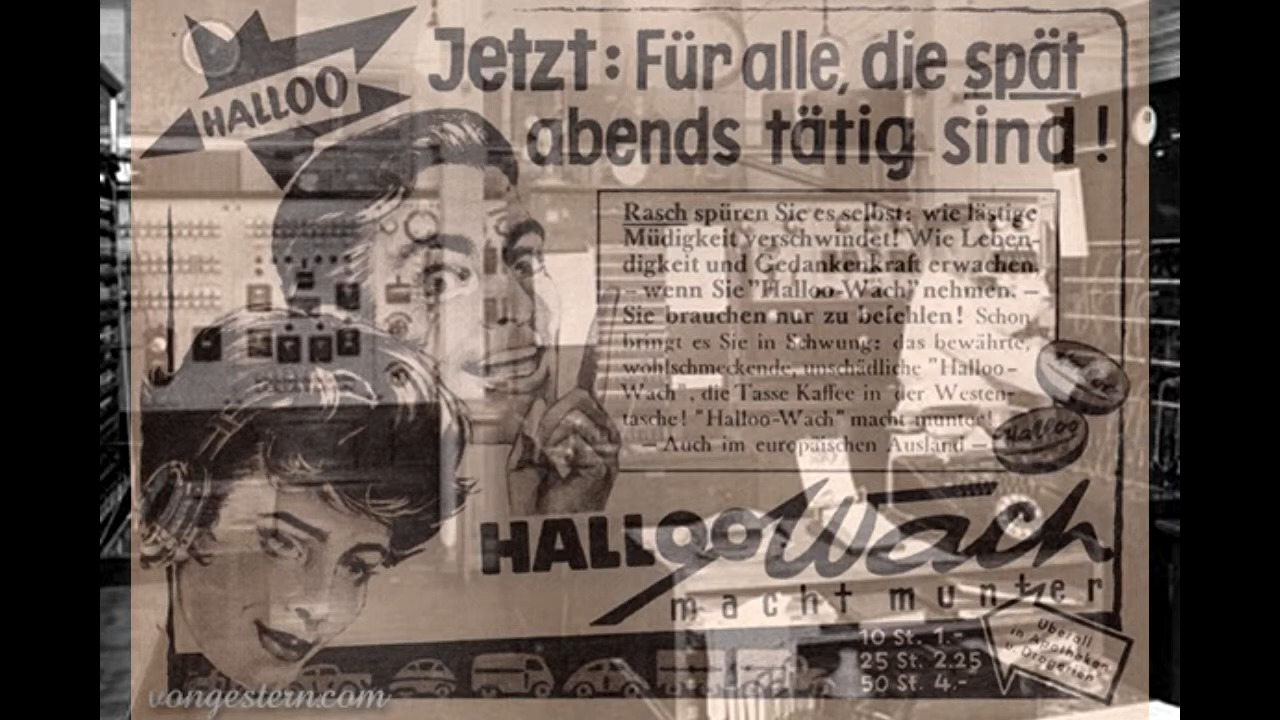 HALLOO
Jetzt: Für alle, die spät
abends tätig sind!
Rasch spüren Sie es selbst: wie lästige
Müdigkeit verschwindet! Wie Leben-
digkeit und Gedankenkraft erwachen,
– wenn Sie "Halloo-Wach" nehmen. –
Sie brauchen nur zu befehlen! Schon
bringt es Sie in Schwung: das bewährte,
wohlschmeckende, unschädliche "Halloo-
Wach", die Tasse Kaffee in der Westen-
tasche! "Halloo-Wach" macht munter!
– Auch im europäischen Ausland –
Halloo
HALLOO Wach
macht munter
10 St. 1.-
25 St. 2.25
50 St. 4.-
Überall
in Apotheken
u. Drogerien
vongestern.com